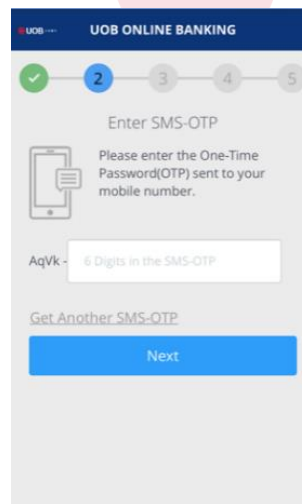 UOB UOB ONLINE BANKING
2 3 4 5
Enter SMS-OTP
Please enter the One-Time
Password(OTP) sent to your
mobile number.
AqVk - 6 Digits in the SMS-OTP
Get Another SMS-OTP
Next